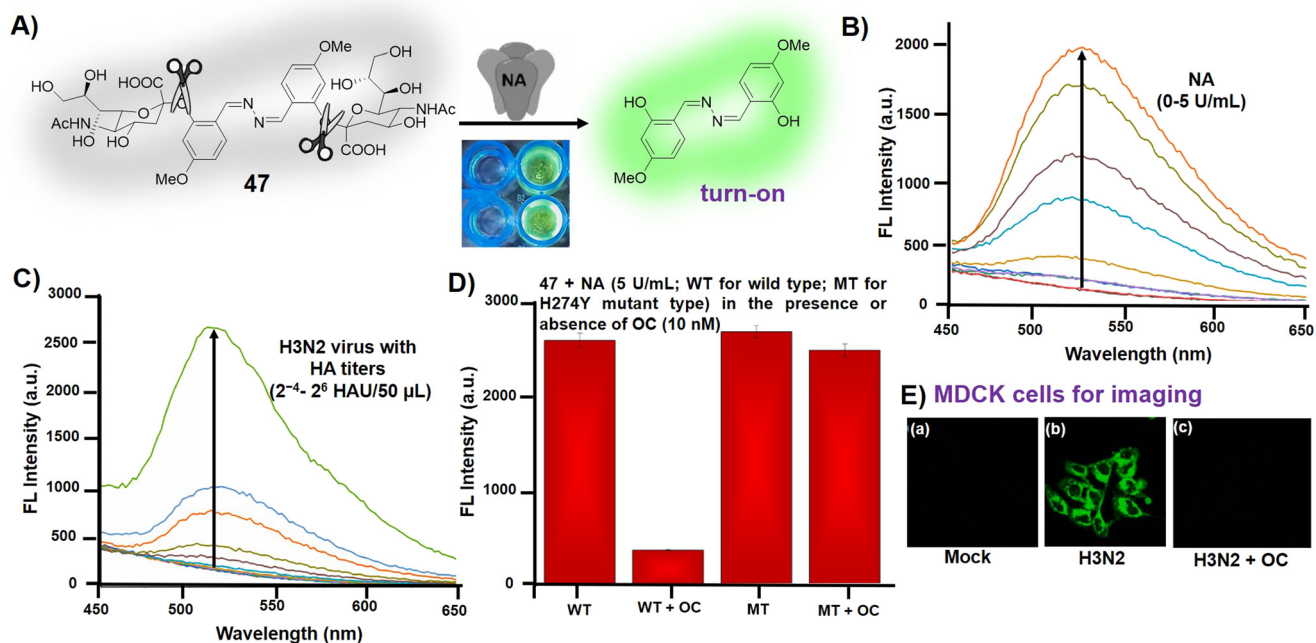 A)
OMe
OH
OH
HO
COOH
HO
HO
OH
N
N
NHAc
AcHN
HO
HO
HO
COOH
MeO
47
NA
B2
OMe
HO
N
N
OH
MeO
turn-on
B)
2000
1500
1000
500
0
NA
(0-5 U/mL)
450
500
550
600
650
Wavelength (nm)
FL Intensity (a.u.)
C)
3000
2500
2000
1500
1000
500
0
H3N2 virus with
HA titers
(2⁻⁴- 2⁶ HAU/50 μL)
450
500
550
600
650
Wavelength (nm)
FL Intensity (a.u.)
D)
47 + NA (5 U/mL; WT for wild type; MT for
H274Y mutant type) in the presence or
absence of OC (10 nM)
3000
2000
1000
0
WT
WT + OC
MT
MT + OC
FL Intensity (a.u.)
E) MDCK cells for imaging
(a)
(b)
(c)
Mock
H3N2
H3N2 + OC